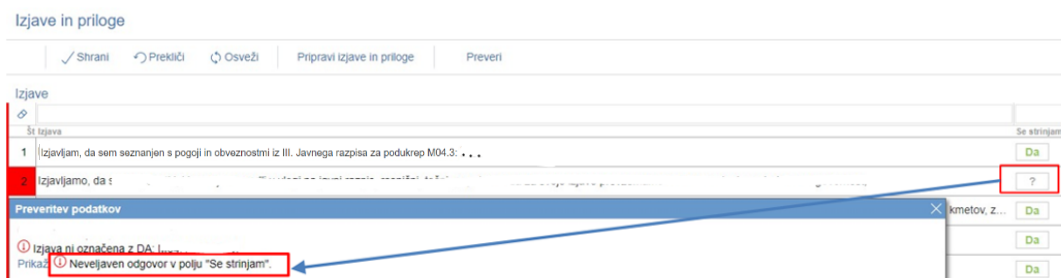 Izjave in priloge
Shrani Prekliči Osveži Pripravi izjave in priloge Preveri
Izjave
Št Izjava Se strinjam
1 Izjavljam, da sem seznanjen s pogoji in obveznostmi iz III. Javnega razpisa za podukrep M04.3: . . . Da
2 Izjavljamo, da ?
Preveritev podatkov kmetov, z... Da
Izjava ni označena z DA: Da
Prikaž Neveljaven odgovor v polju "Se strinjam". Da